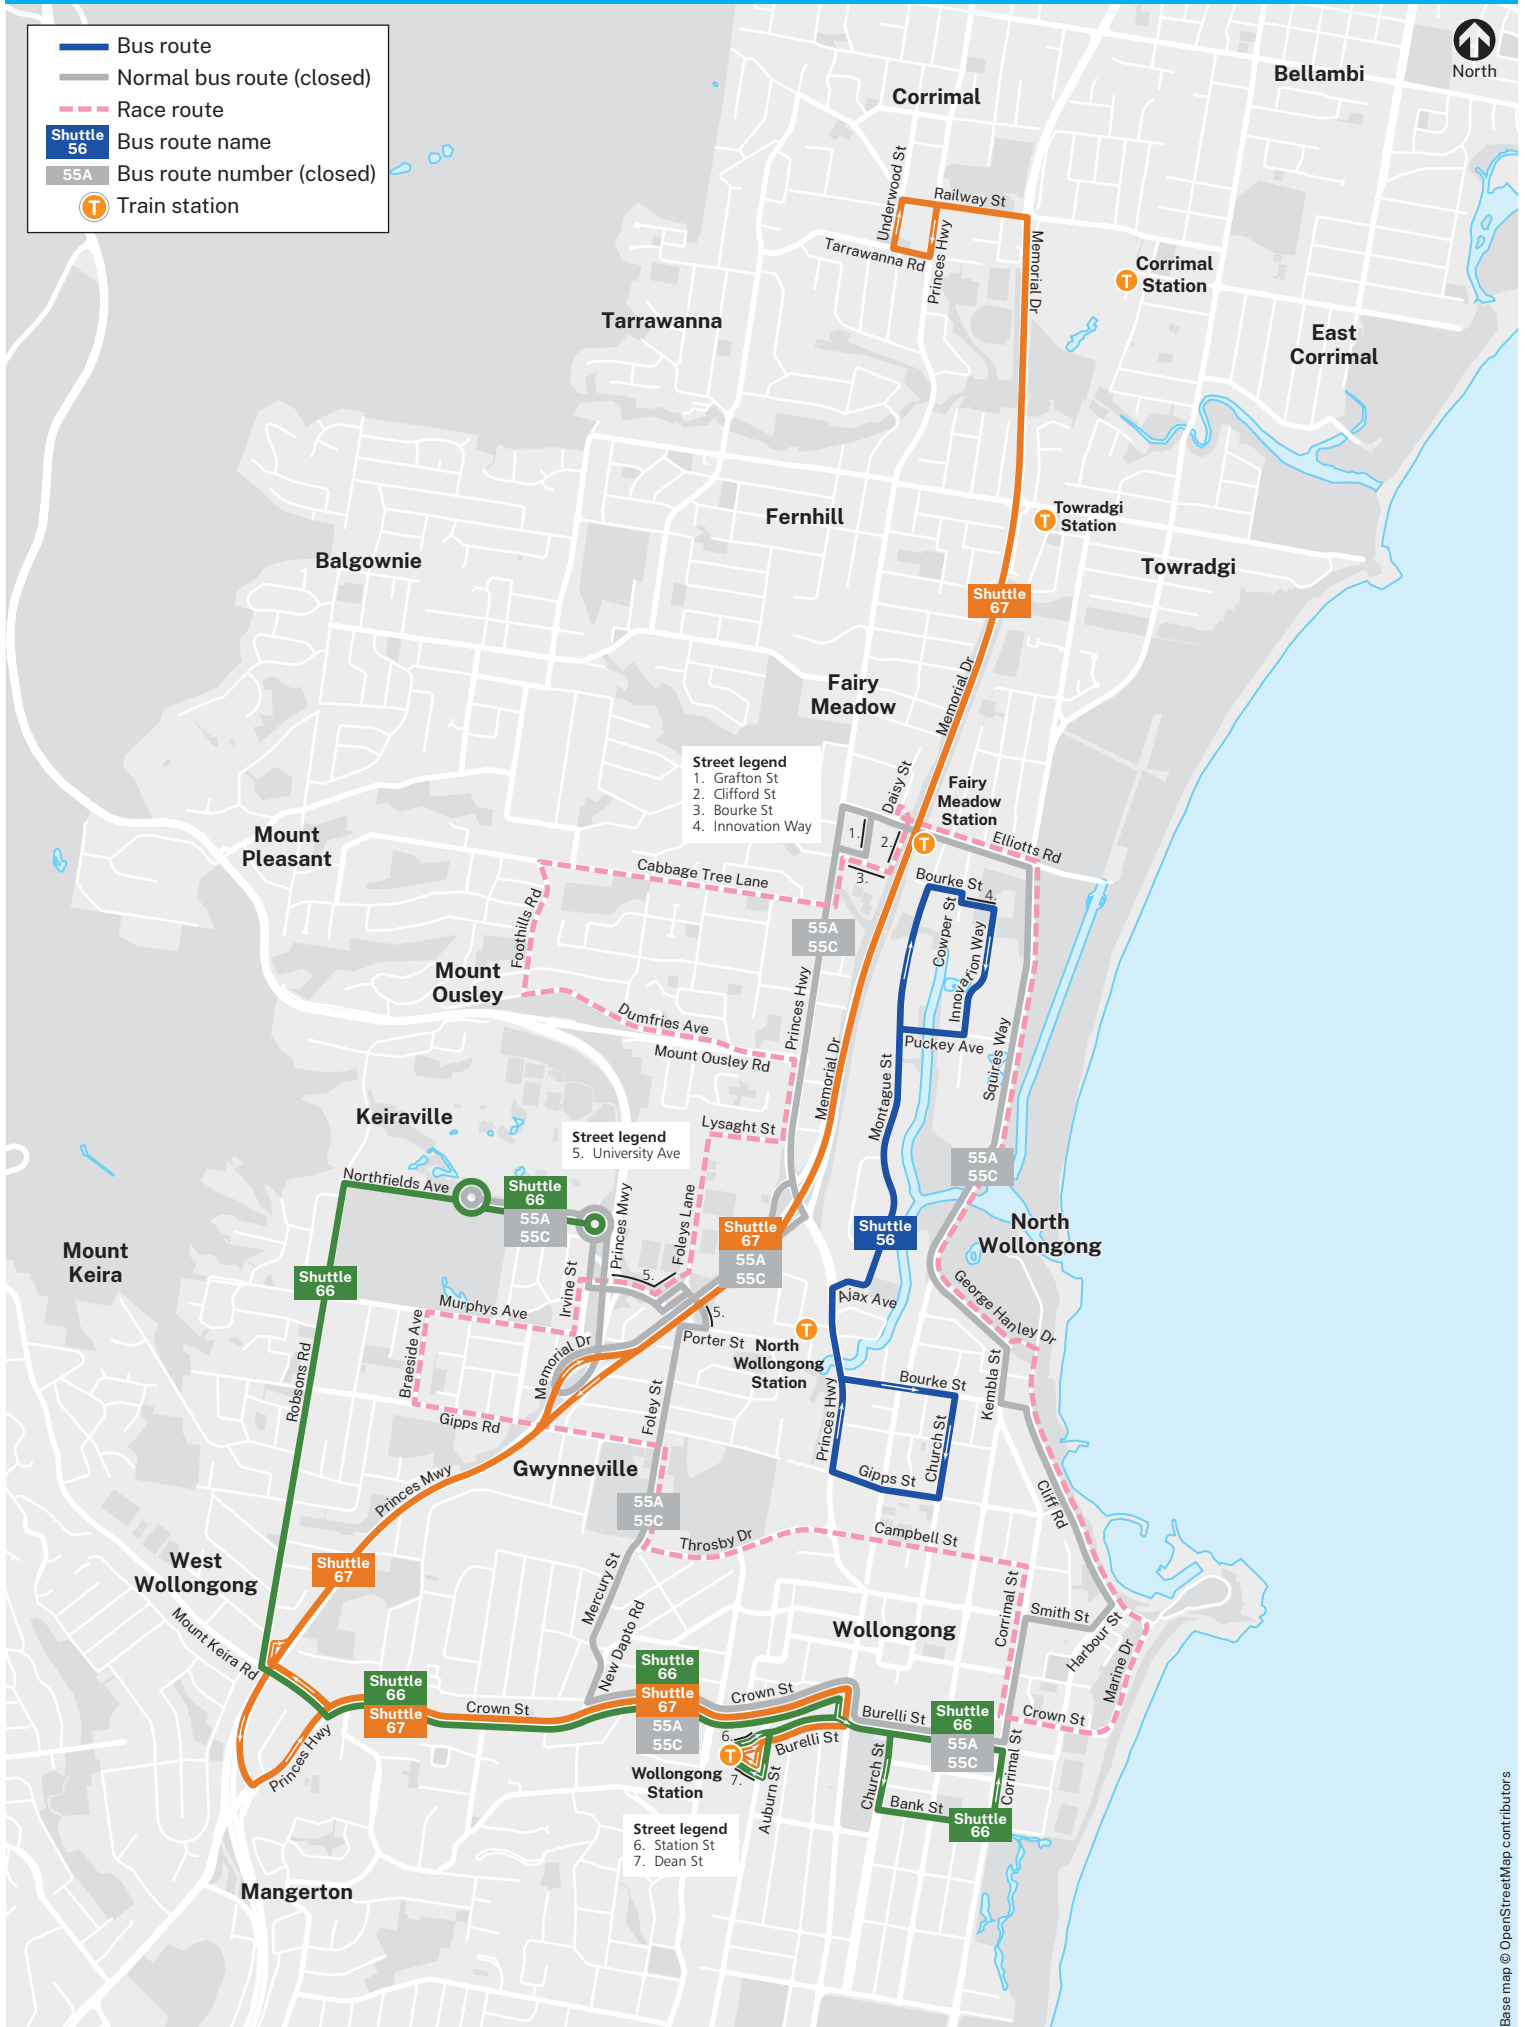 Bus route
Normal bus route (closed)
Race route
Shuttle
56
Bus route name
55A
Bus route number (closed)
T
Train station
North
Bellambi
Corrimal
Underwood St
Railway St
Tarrawanna Rd
Princes Hwy
Memorial Dr
T
Corrimal
Station
Tarrawanna
East
Corrimal
Fernhill
T
Towradgi
Station
Balgownie
Towradgi
Shuttle
67
Memorial Dr
Fairy
Meadow
Street legend
1. Grafton St
2. Clifford St
3. Bourke St
4. Innovation Way
Daisy St
Fairy
Meadow
Station
T
1.
2.
3.
Elliotts Rd
Mount
Pleasant
Cabbage Tree Lane
Foothills Rd
Bourke St
4.
Cowper St
Innovation Way
55A
55C
Mount
Ousley
Princes Hwy
Dumfries Ave
Mount Ousley Rd
Memorial Dr
Puckey Ave
Squires Way
Montague St
Keiraville
Lysaght St
Street legend
5. University Ave
55A
55C
Northfields Ave
Shuttle
66
55A
55C
Princes Mwy
Foleys Lane
Shuttle
67
55A
55C
Shuttle
56
North
Wollongong
Mount
Keira
Shuttle
66
Irvine St
5.
5.
Murphys Ave
Braeside Ave
Memorial Dr
Porter St
Ajax Ave
T
North
Wollongong
Station
George Hanley Dr
Robsons Rd
Gipps Rd
Foley St
Princes Hwy
Bourke St
Church St
Gipps St
Kembla St
Gwynneville
Princes Mwy
55A
55C
Cliff Rd
Throsby Dr
Campbell St
West
Wollongong
Shuttle
67
Mercury St
Corrimal St
Smith St
Harbour St
Marine Dr
Wollongong
Mount Keira Rd
New Dapto Rd
Shuttle
66
Shuttle
67
Crown St
Shuttle
66
Shuttle
67
55A
55C
Crown St
Burelli St
Shuttle
66
55A
55C
Crown St
Princes Hwy
6.
T
7.
Wollongong
Station
Burelli St
Auburn St
Church St
Bank St
Corrimal St
Shuttle
66
Street legend
6. Station St
7. Dean St
Mangerton
Base map © OpenStreetMap contributors